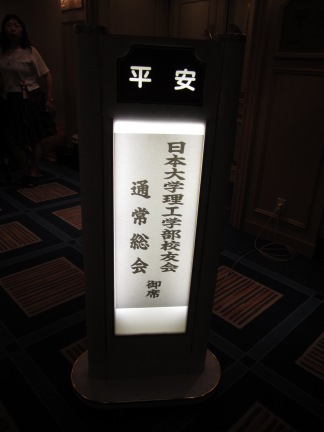 平安
日本大学理工学部校友会
通常総会
御席